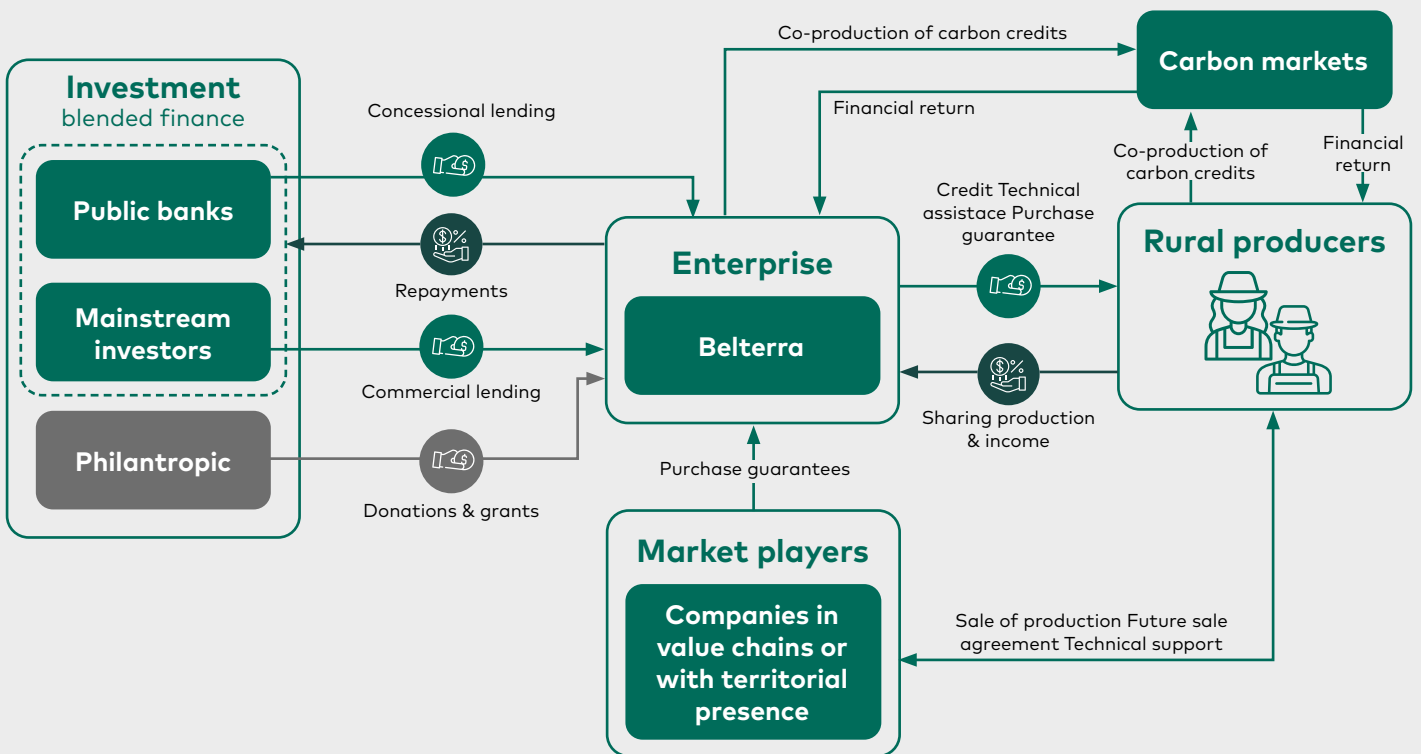 Investment
blended finance
Public banks
Mainstream
investors
Philantropic
Concessional lending
Repayments
Commercial lending
Donations & grants
Enterprise
Belterra
Co-production of carbon credits
Financial return
Carbon markets
Co-production of
carbon credits
Financial
return
Credit Technical
assistace Purchase
guarantee
Rural producers
Sharing production
& income
Purchase guarantees
Market players
Companies in
value chains or
with territorial
presence
Sale of production Future sale
agreement Technical support